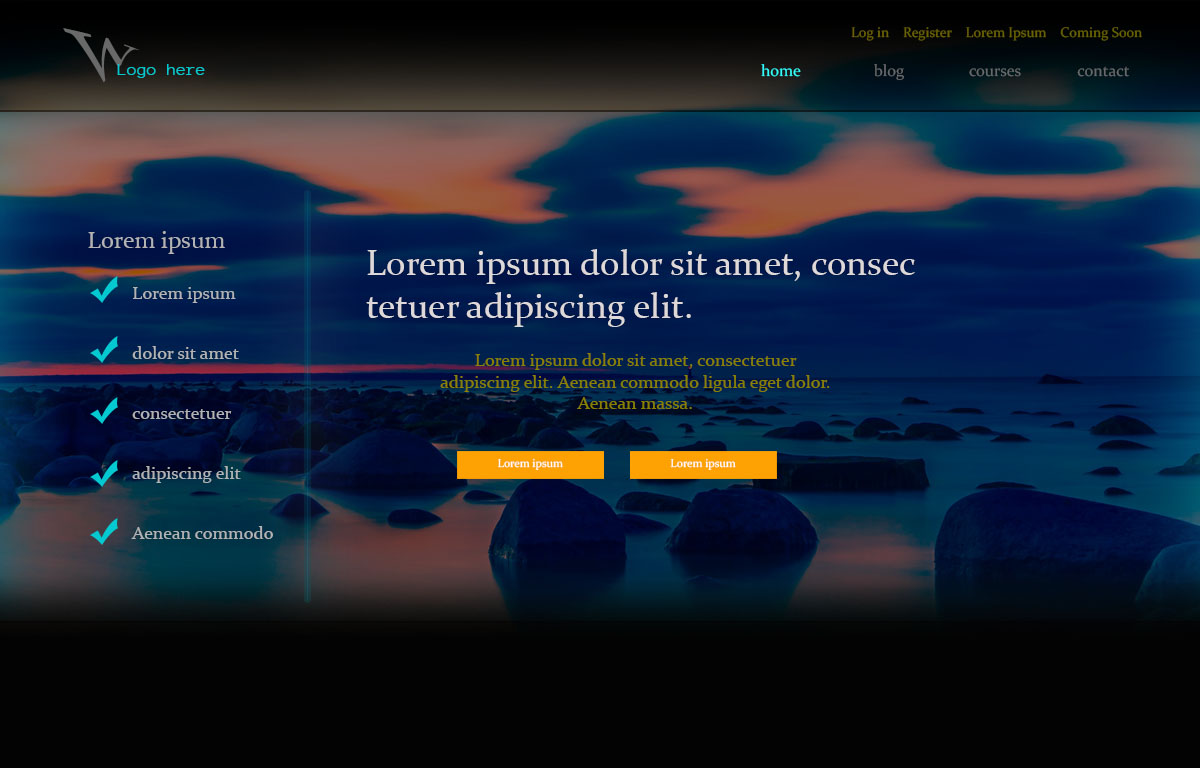 Log in Register Lorem Ipsum Coming Soon
W
Logo here
home blog courses contact
Lorem ipsum
Lorem ipsum
dolor sit amet
consectetuer
adipiscing elit
Aenean commodo
Lorem ipsum dolor sit amet, consec
tetuer adipiscing elit.
Lorem ipsum dolor sit amet, consectetuer
adipiscing elit. Aenean commodo ligula eget dolor.
Aenean massa.
Lorem ipsum Lorem ipsum